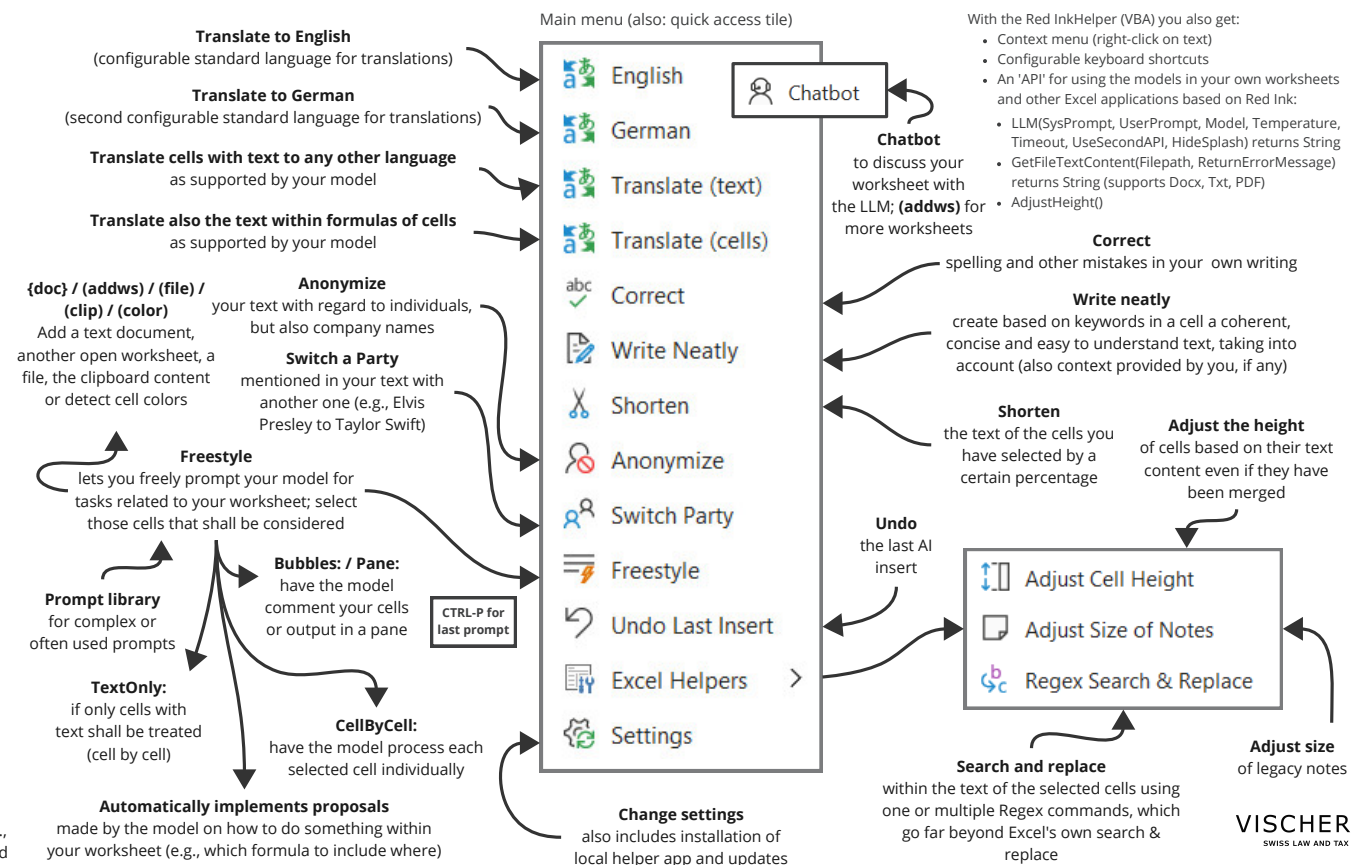 Main menu (also: quick access tile)
Translate to English
(configurable standard language for translations)
Translate to German
(second configurable standard language for translations)
Translate cells with text to any other language
as supported by your model
Translate also the text within formulas of cells
as supported by your model
{doc} / (addws) / (file) /
(clip) / (color)
Add a text document,
another open worksheet, a
file, the clipboard content
or detect cell colors
Anonymize
your text with regard to individuals,
but also company names
Switch a Party
mentioned in your text with
another one (e.g., Elvis
Presley to Taylor Swift)
Freestyle
lets you freely prompt your model for
tasks related to your worksheet; select
those cells that shall be considered
Prompt library
for complex or
often used prompts
Bubbles: / Pane:
have the model
comment your cells
or output in a pane
CTRL-P for
last prompt
TextOnly:
if only cells with
text shall be treated
(cell by cell)
CellByCell:
have the model process each
selected cell individually
Automatically implements proposals
made by the model on how to do something within
your worksheet (e.g., which formula to include where)
.,
d
English
German
Translate (text)
Translate (cells)
abc
Correct
Write Neatly
Shorten
Anonymize
Switch Party
Freestyle
Undo Last Insert
Excel Helpers
Settings
Chatbot
Chatbot
to discuss your
worksheet with
the LLM; (addws) for
more worksheets
With the Red InkHelper (VBA) you also get:
• Context menu (right-click on text)
• Configurable keyboard shortcuts
• An 'API' for using the models in your own worksheets
and other Excel applications based on Red Ink:
• LLM(SysPrompt, UserPrompt, Model, Temperature,
Timeout, UseSecondAPI, HideSplash) returns String
• GetFileTextContent(Filepath, ReturnErrorMessage)
returns String (supports Docx, Txt, PDF)
• AdjustHeight()
Correct
spelling and other mistakes in your own writing
Write neatly
create based on keywords in a cell a coherent,
concise and easy to understand text, taking into
account (also context provided by you, if any)
Shorten
the text of the cells you
have selected by a
certain percentage
Adjust the height
of cells based on their text
content even if they have
been merged
Undo
the last AI
insert
Adjust Cell Height
Adjust Size of Notes
Regex Search & Replace
Search and replace
within the text of the selected cells using
one or multiple Regex commands, which
go far beyond Excel's own search &
replace
Adjust size
of legacy notes
Change settings
also includes installation of
local helper app and updates
VISCHER
SWISS LAW AND TAX